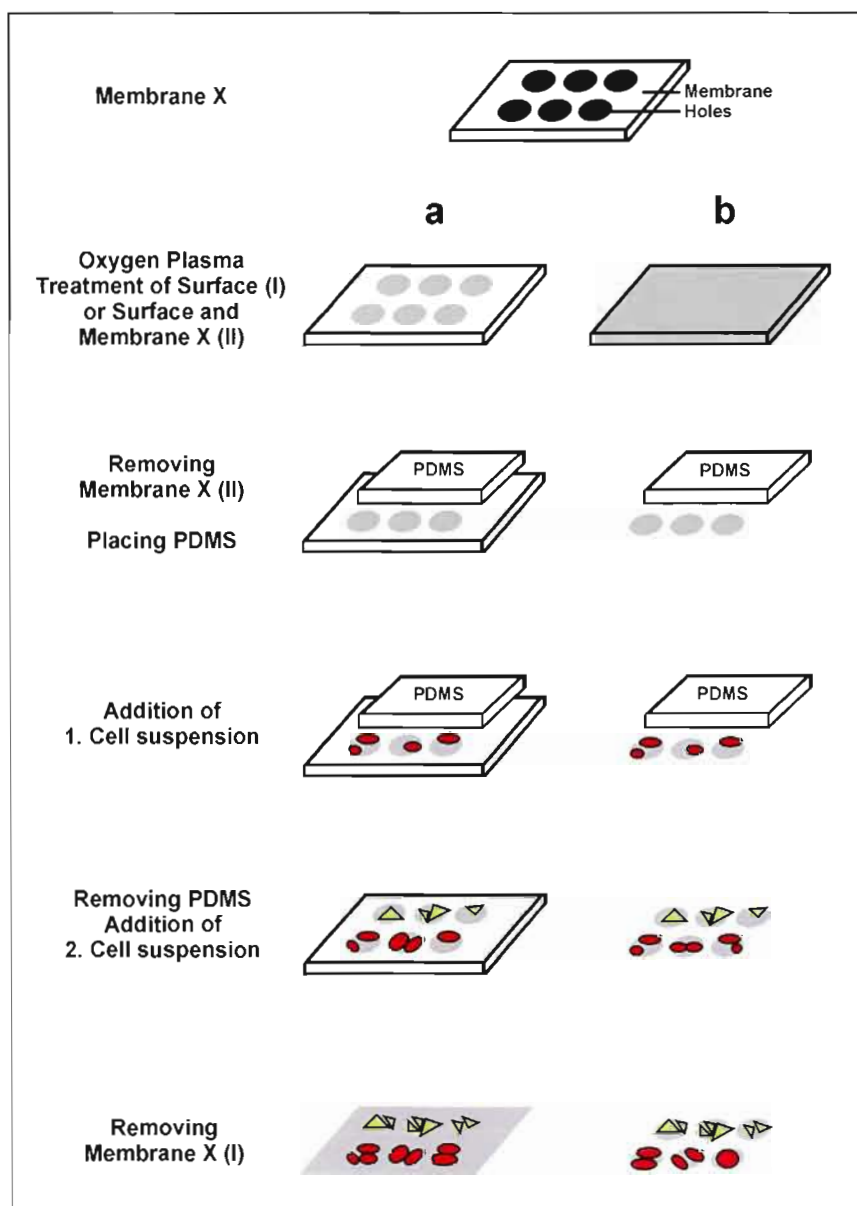 Membrane X
Membrane
Holes
a
b
Oxygen Plasma
Treatment of Surface (I)
or Surface and
Membrane X (II)
Removing
Membrane X (II)
Placing PDMS
PDMS
PDMS
Addition of
1. Cell suspension
PDMS
PDMS
Removing PDMS
Addition of
2. Cell suspension
Removing
Membrane X (I)